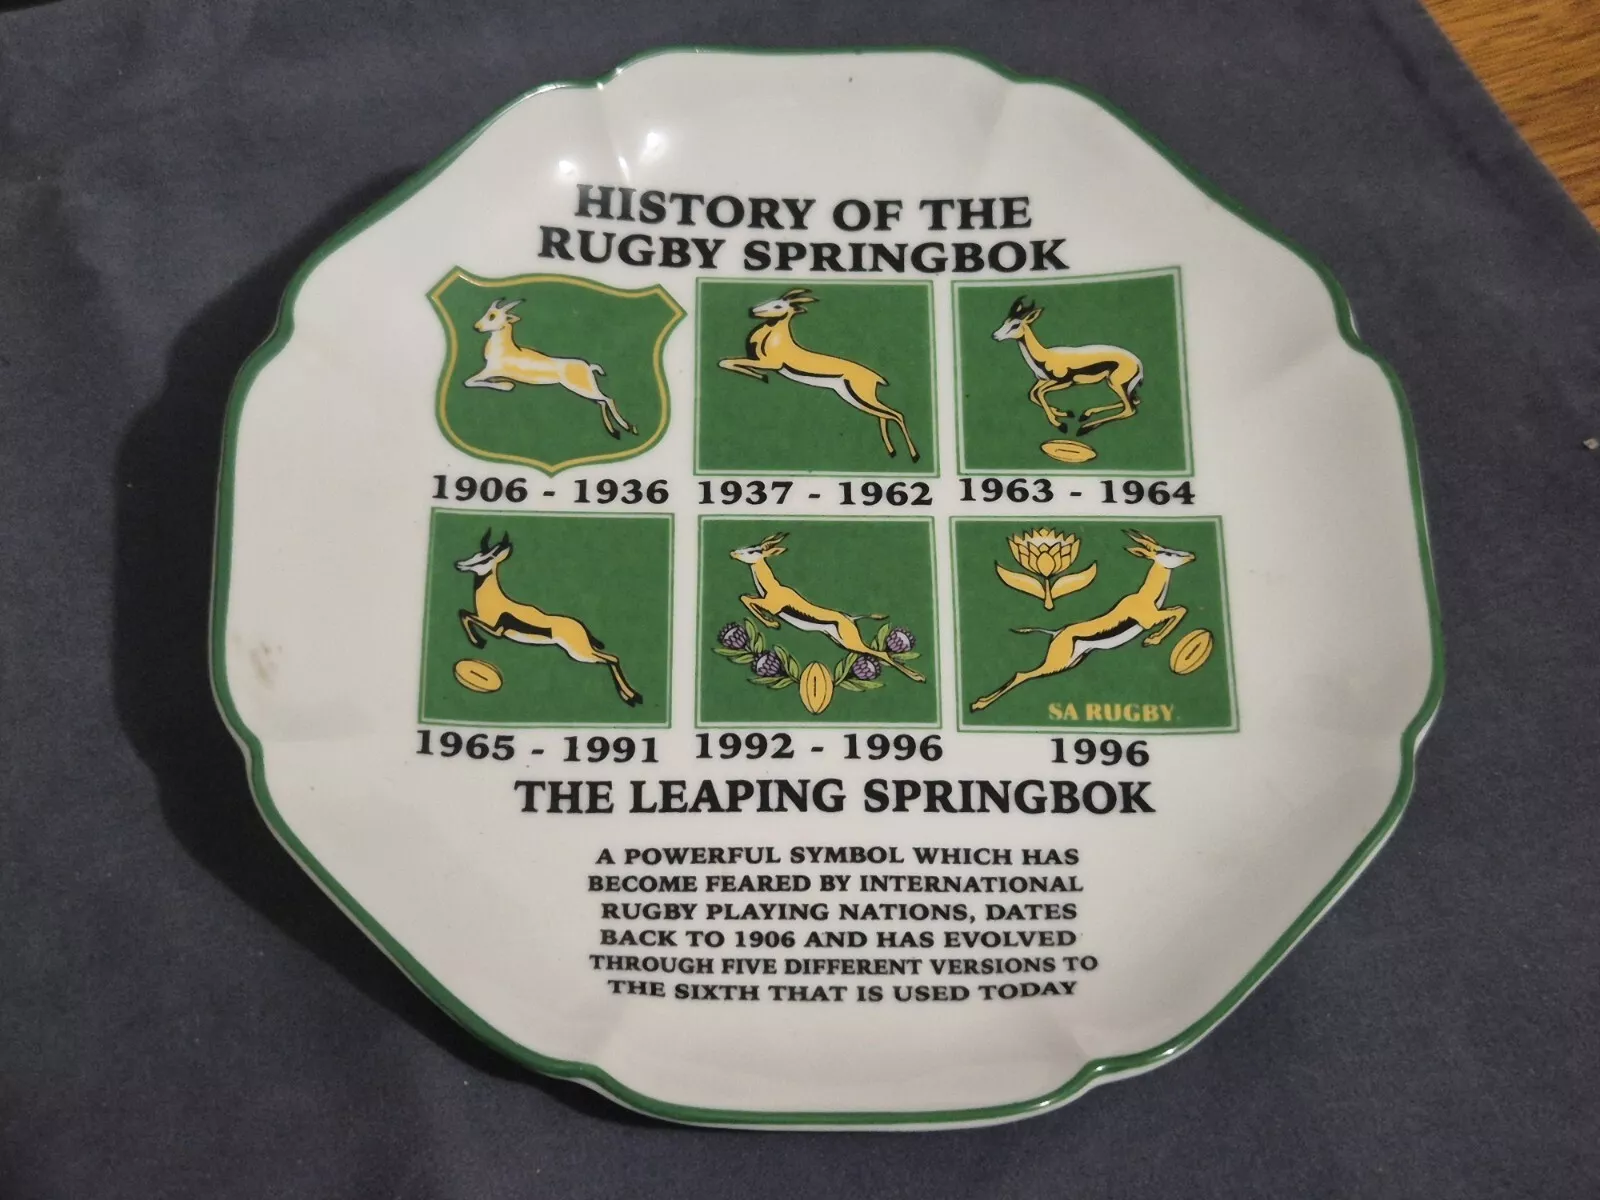 HISTORY OF THE
RUGBY SPRINGBOK
1906 - 1936 1937 - 1962 1963 - 1964
SA RUGBY
1965 - 1991 1992 - 1996 1996
THE LEAPING SPRINGBOK
A POWERFUL SYMBOL WHICH HAS
BECOME FEARED BY INTERNATIONAL
RUGBY PLAYING NATIONS, DATES
BACK TO 1906 AND HAS EVOLVED
THROUGH FIVE DIFFERENT VERSIONS TO
THE SIXTH THAT IS USED TODAY